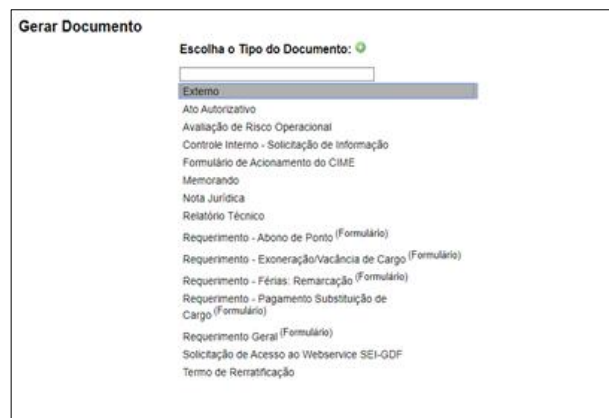 Gerar Documento
Escolha o Tipo do Documento:
Externo
Ato Autorizativo
Avaliação de Risco Operacional
Controle Interno - Solicitação de Informação
Formulário de Acionamento do CIME
Memorando
Nota Jurídica
Relatório Técnico
Requerimento - Abono de Ponto (Formulário)
Requerimento - Exoneração/Vacância de Cargo (Formulário)
Requerimento - Férias: Remarcação (Formulário)
Requerimento - Pagamento Substituição de
Cargo (Formulário)
Requerimento Geral (Formulário)
Solicitação de Acesso ao Webservice SEI-GDF
Termo de Rerratificação